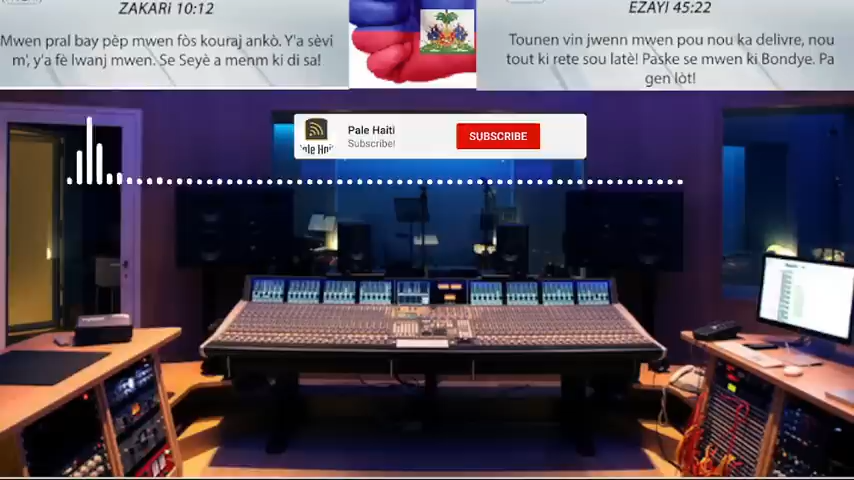 ZAKARI 10:12
Mwen pral bay pèp mwen fòs kouraj ankò. Y'a sèvi
m', y'a fè lwanj mwen. Se Seyè a menm ki di sa!
EZAYI 45:22
Tounen vin jwenn mwen pou nou ka delivre, nou
tout ki rete sou latè! Paske se mwen ki Bondye. Pa
gen lòt!
Pale Haiti
Subscribe!
SUBSCRIBE